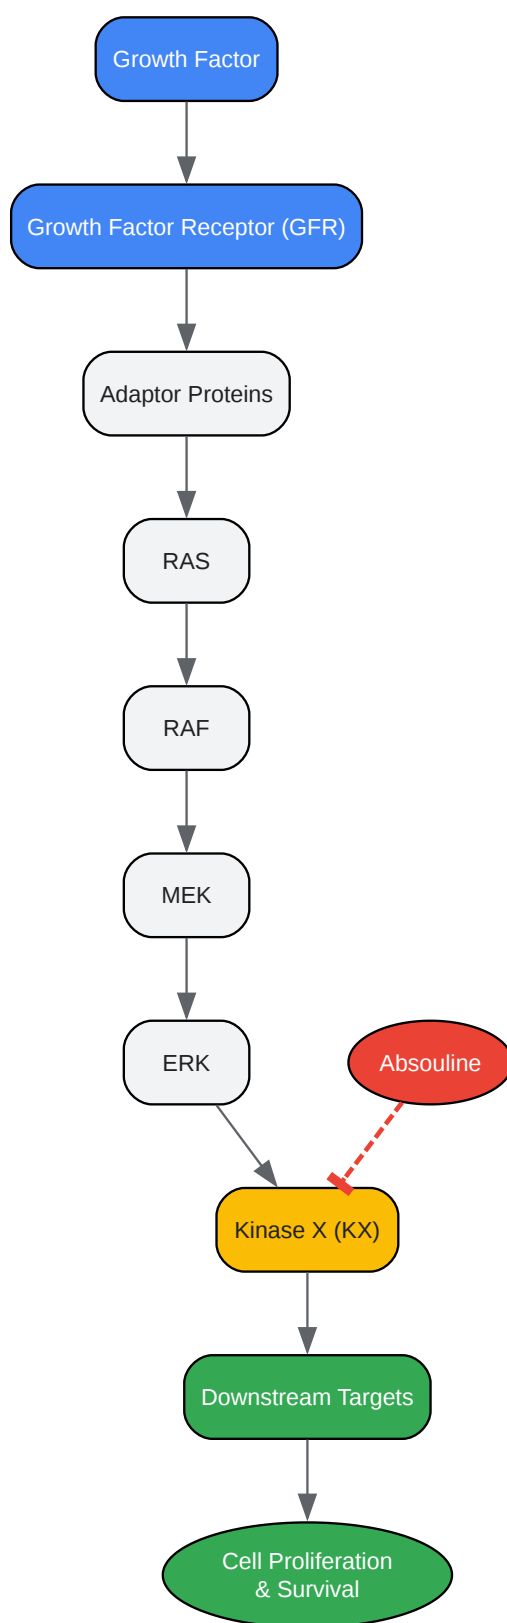 Growth Factor
Growth Factor Receptor (GFR)
Adaptor Proteins
RAS
RAF
MEK
ERK
Absouline
Kinase X (KX)
Downstream Targets
Cell Proliferation
& Survival